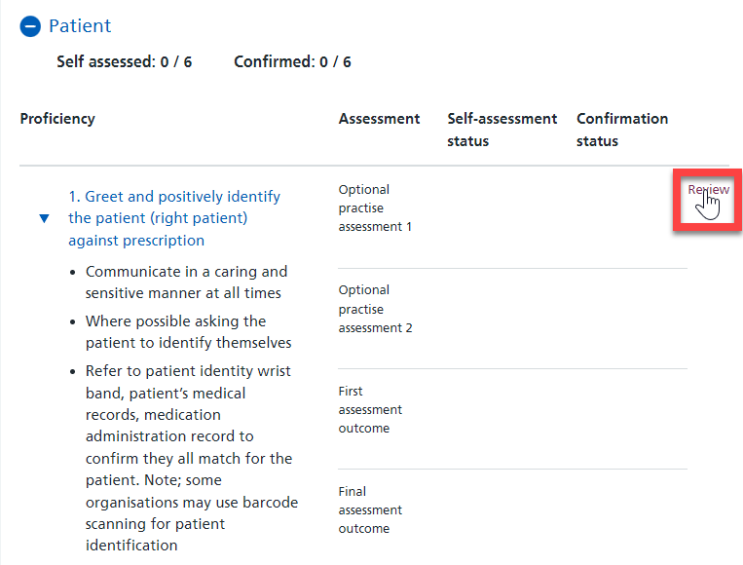 Patient
Self assessed: 0 / 6 Confirmed: 0 / 6
Proficiency Assessment Self-assessment status Confirmation status
1. Greet and positively identify
the patient (right patient)
against prescription
Communicate in a caring and
sensitive manner at all times
Where possible asking the
patient to identify themselves
Refer to patient identity wrist
band, patient's medical
records, medication
administration record to
confirm they all match for the
patient. Note; some
organisations may use barcode
scanning for patient
identification
Optional
practise
assessment 1
Review
Optional
practise
assessment 2
First
assessment
outcome
Final
assessment
outcome